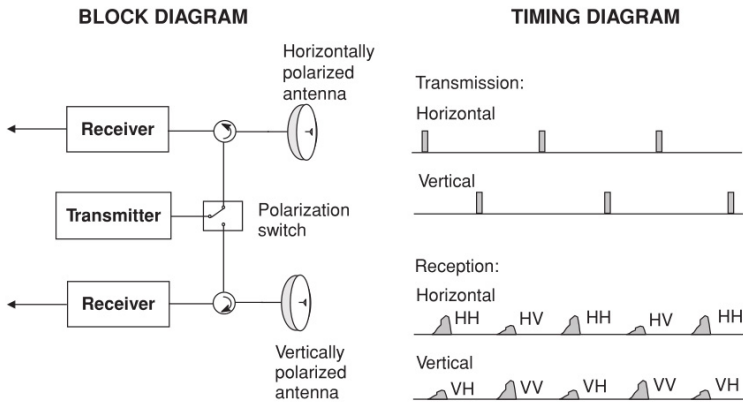 BLOCK DIAGRAM
Horizontally
polarized
antenna
Receiver
Transmitter
Polarization
switch
Receiver
Vertically
polarized
antenna
TIMING DIAGRAM
Transmission:
Horizontal
Vertical
Reception:
Horizontal
HH HV HH HV HH
Vertical
VH VV VH VV VH